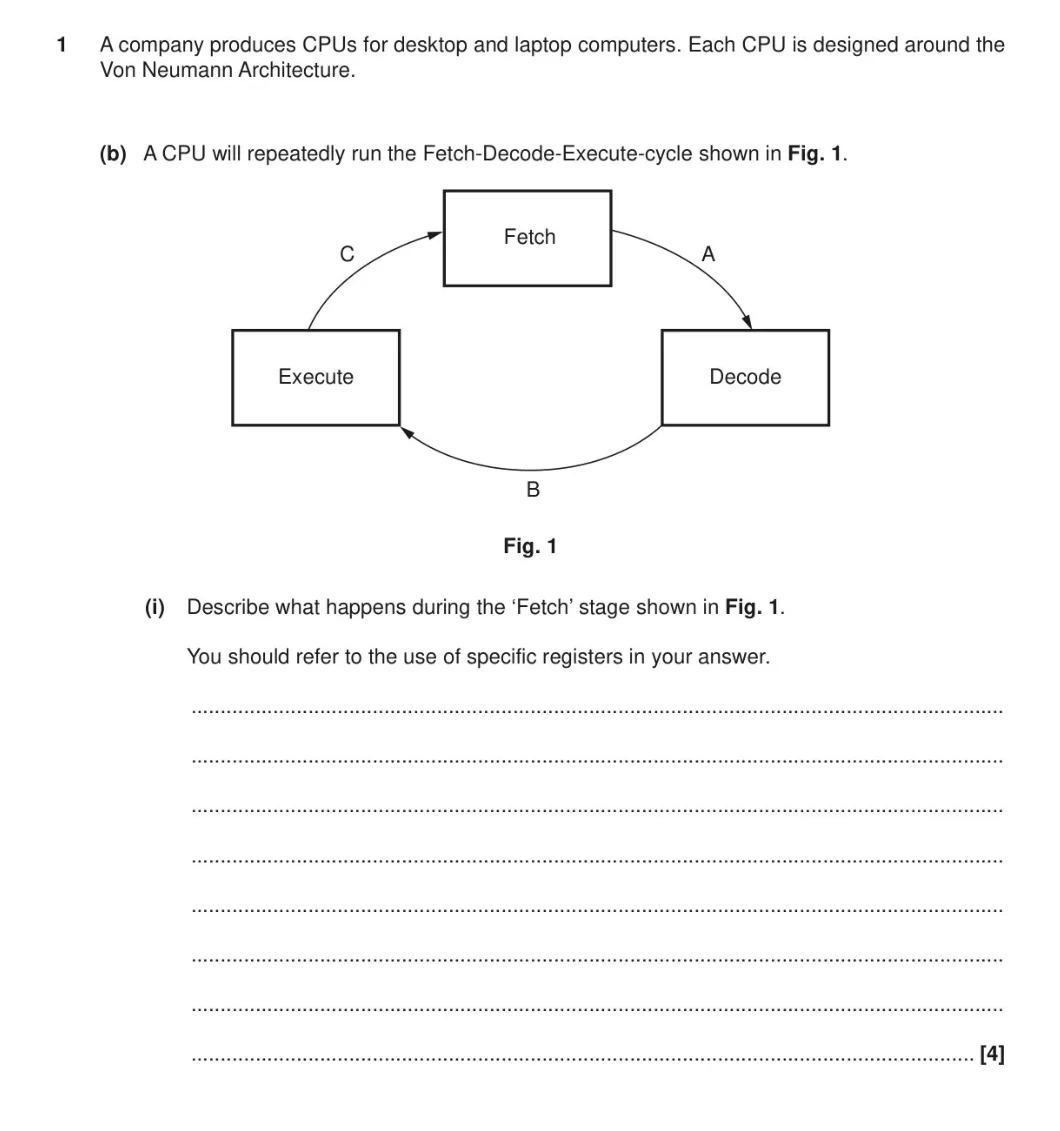 1 A company produces CPUs for desktop and laptop computers. Each CPU is designed around the
Von Neumann Architecture.
(b) A CPU will repeatedly run the Fetch-Decode-Execute-cycle shown in Fig. 1.
Fetch
C
A
Execute
Decode
B
Fig. 1
(i) Describe what happens during the ‘Fetch’ stage shown in Fig. 1.
You should refer to the use of specific registers in your answer.
[4]